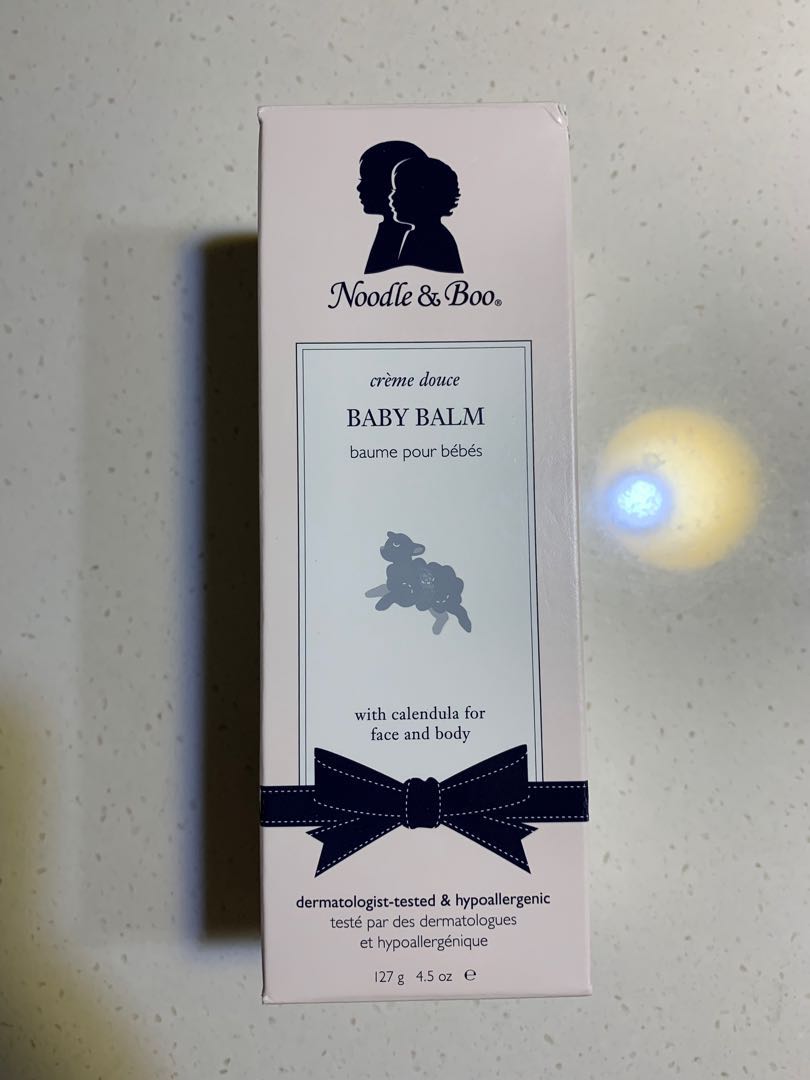 Noodle & Boo®
crème douce
BABY BALM
baume pour bébés
with calendula for
face and body
dermatologist-tested & hypoallergenic
testé par des dermatologues
et hypoallergénique
127 g 4.5 oz ℮